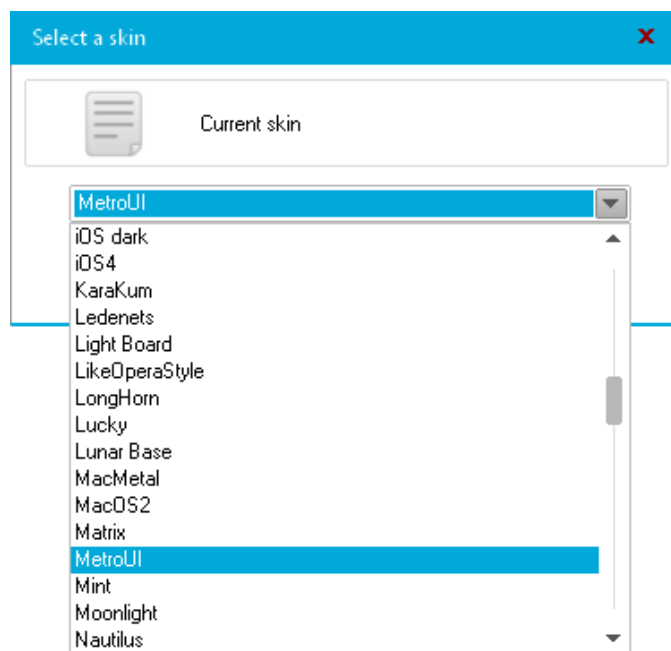 Select a skin
Current skin
MetroUI
iOS dark
iOS4
KaraKum
Ledenets
Light Board
LikeOperaStyle
LongHorn
Lucky
Lunar Base
MacMetal
MacOS2
Matrix
MetroUI
Mint
Moonlight
Nautilus